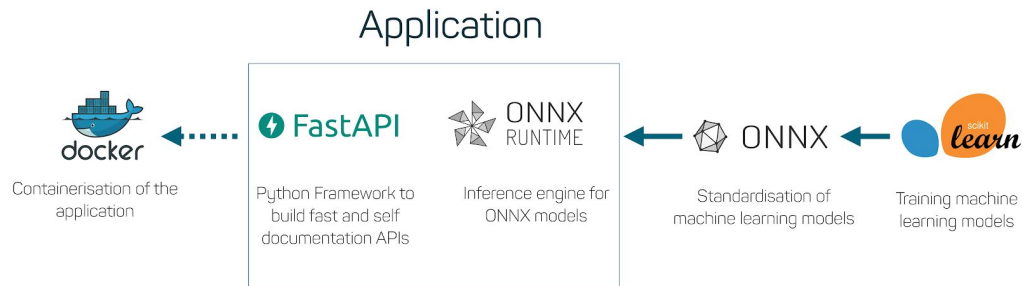 Application
docker
Containerisation of the
application
FastAPI
Python Framework to
build fast and self
documentation APIs
ONNX
RUNTIME
Inference engine for
ONNX models
ONNX
Standardisation of
machine learning models
scikit
learn
Training machine
learning models